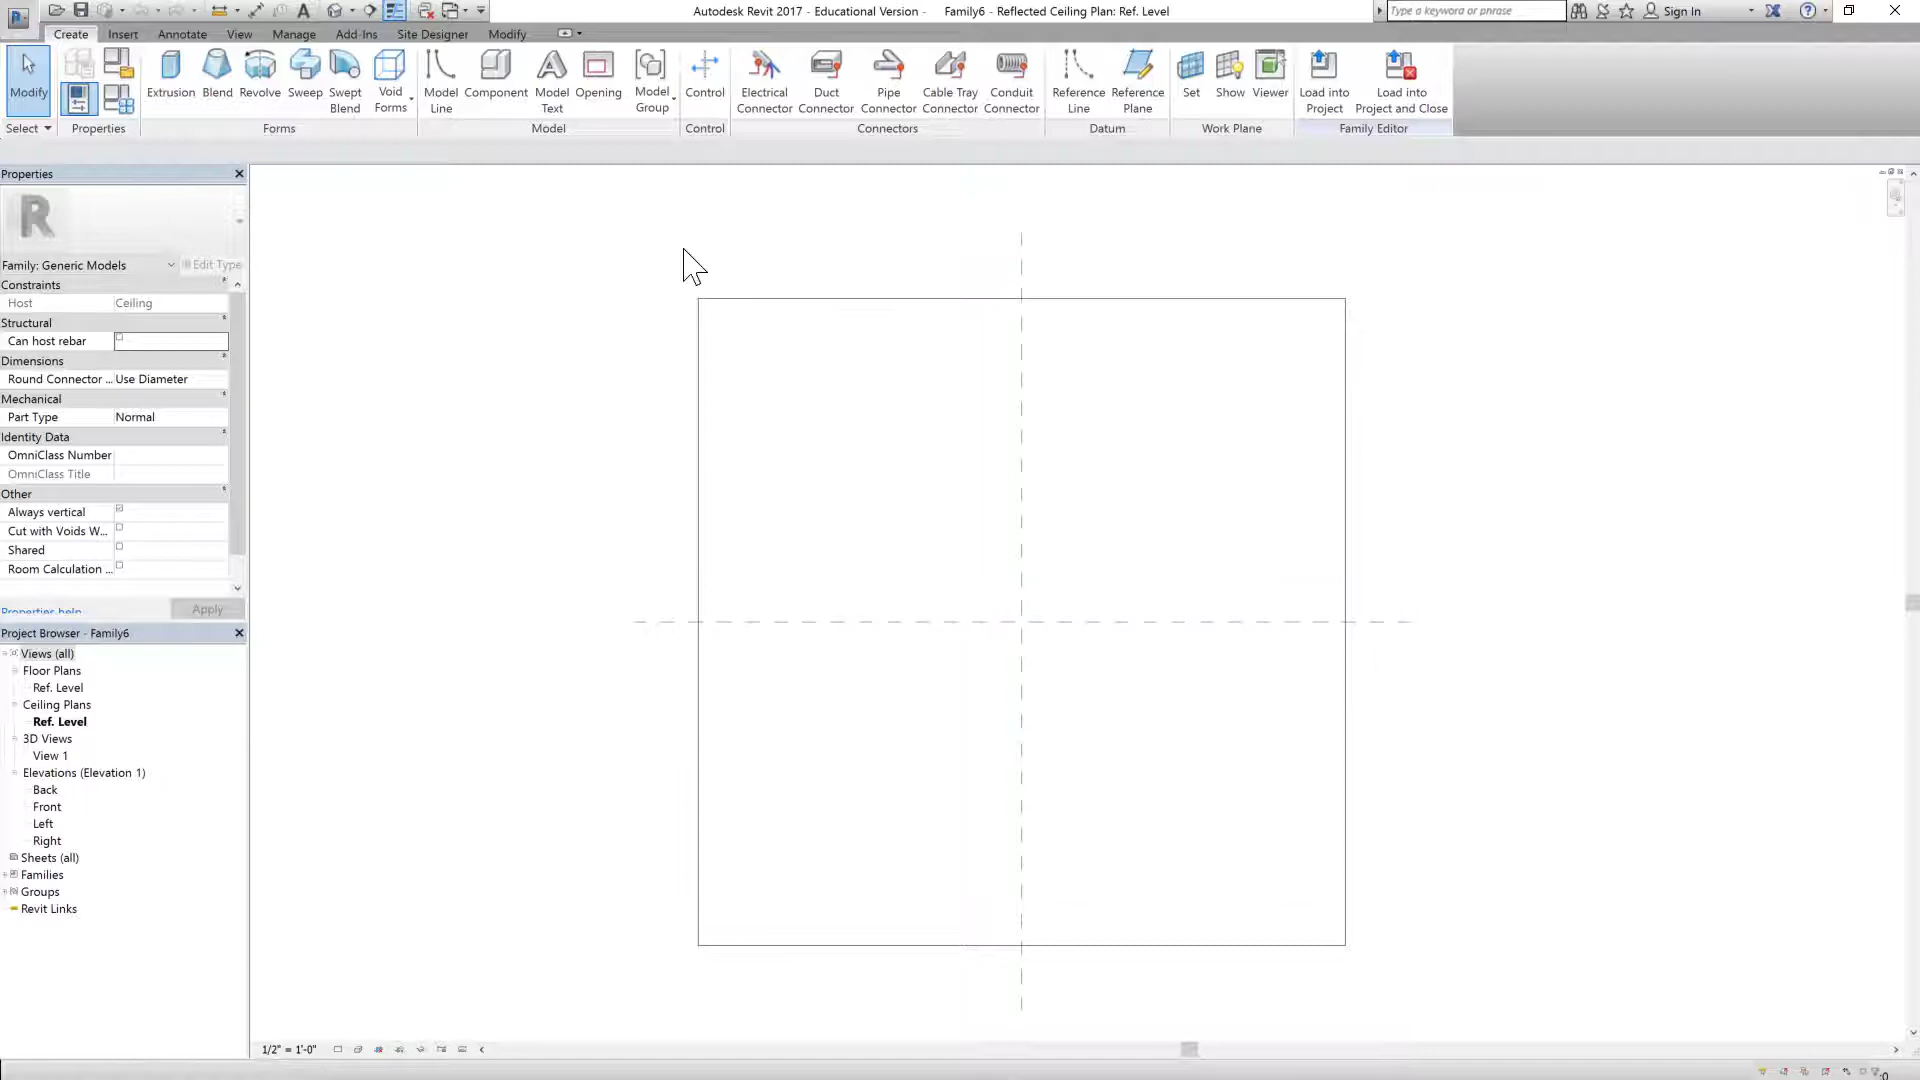 Autodesk Revit 2017 - Educational Version - Family6 - Reflected Ceiling Plan: Ref. Level
Type a keyword or phrase
Sign In
Create Insert Annotate View Manage Add-Ins Site Designer Modify
Modify
Extrusion Blend Revolve Sweep Swept Blend Void Forms
Model Line Component Model Text Opening Model Group
Control
Electrical Connector Duct Connector Pipe Connector Cable Tray Connector Conduit Connector
Reference Line Reference Plane
Set Show Viewer
Load into Project Load into Project and Close
Select Properties Forms Model Control Connectors Datum Work Plane Family Editor
Properties
R
Family: Generic Models Edit Type
Constraints
Host Ceiling
Structural
Can host rebar
Dimensions
Round Connector ... Use Diameter
Mechanical
Part Type Normal
Identity Data
OmniClass Number
OmniClass Title
Other
Always vertical
Cut with Voids W...
Shared
Room Calculation ...
Properties help Apply
Project Browser - Family6
Views (all)
Floor Plans
Ref. Level
Ceiling Plans
Ref. Level
3D Views
View 1
Elevations (Elevation 1)
Back
Front
Left
Right
Sheets (all)
Families
Groups
Revit Links
1/2" = 1'-0"
:0